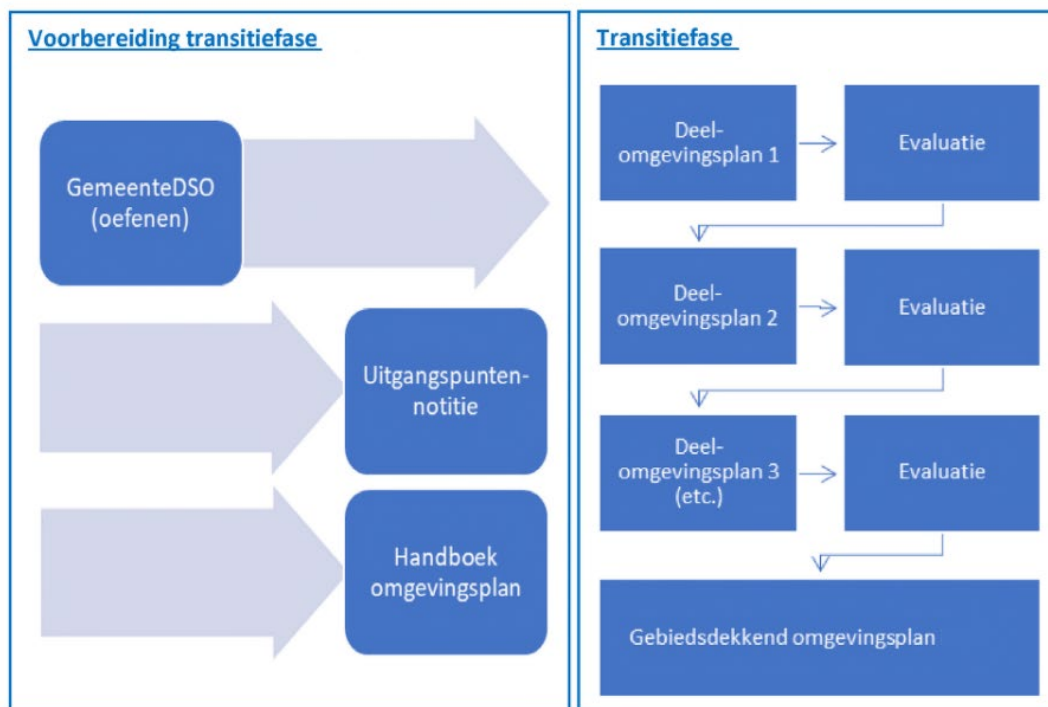 Voorbereiding transitiefase
GemeenteDSO
(oefenen)
Uitgangspunten-
notitie
Handboek
omgevingsplan
Transitiefase
Deel-
omgevingsplan 1
Evaluatie
Deel-
omgevingsplan 2
Evaluatie
Deel-
omgevingsplan 3
(etc.)
Evaluatie
Gebiedsdekkend omgevingsplan